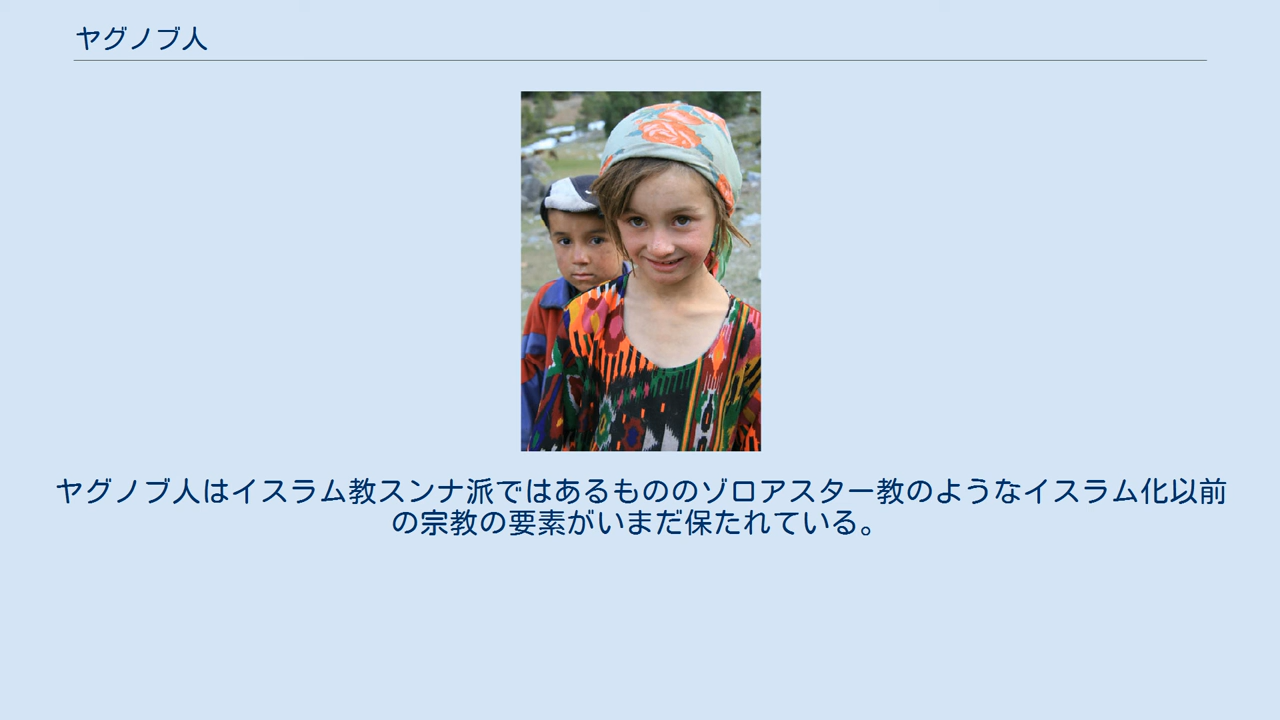 ヤグノブ人
ヤグノブ人はイスラム教スンナ派ではあるもののゾロアスター教のようなイスラム化以前
の宗教の要素がいまだ保たれている。